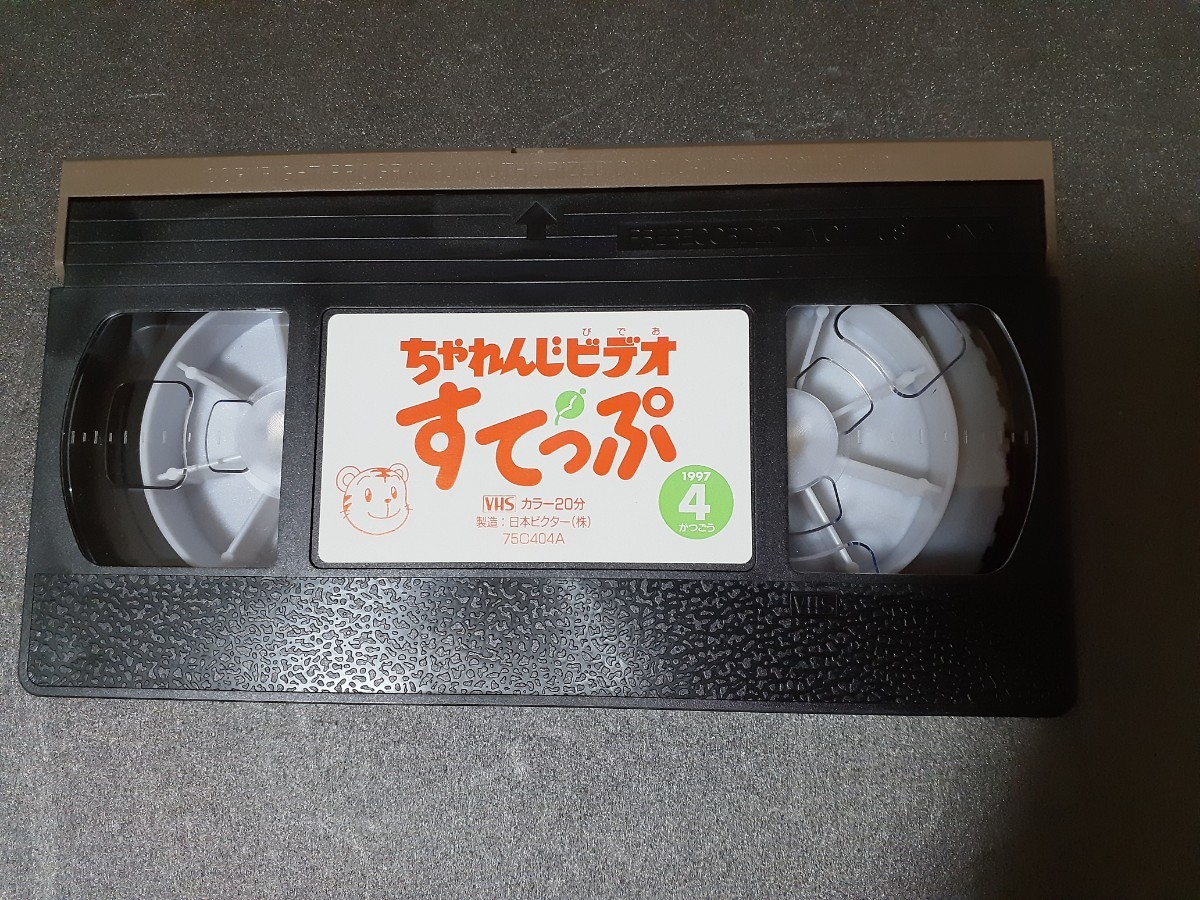 びでお
ちゃれんじビデオ
すてっぷ
VHS カラー20分
製造：日本ビクター(株)
75C404A
1997
4
がつごう
VHS